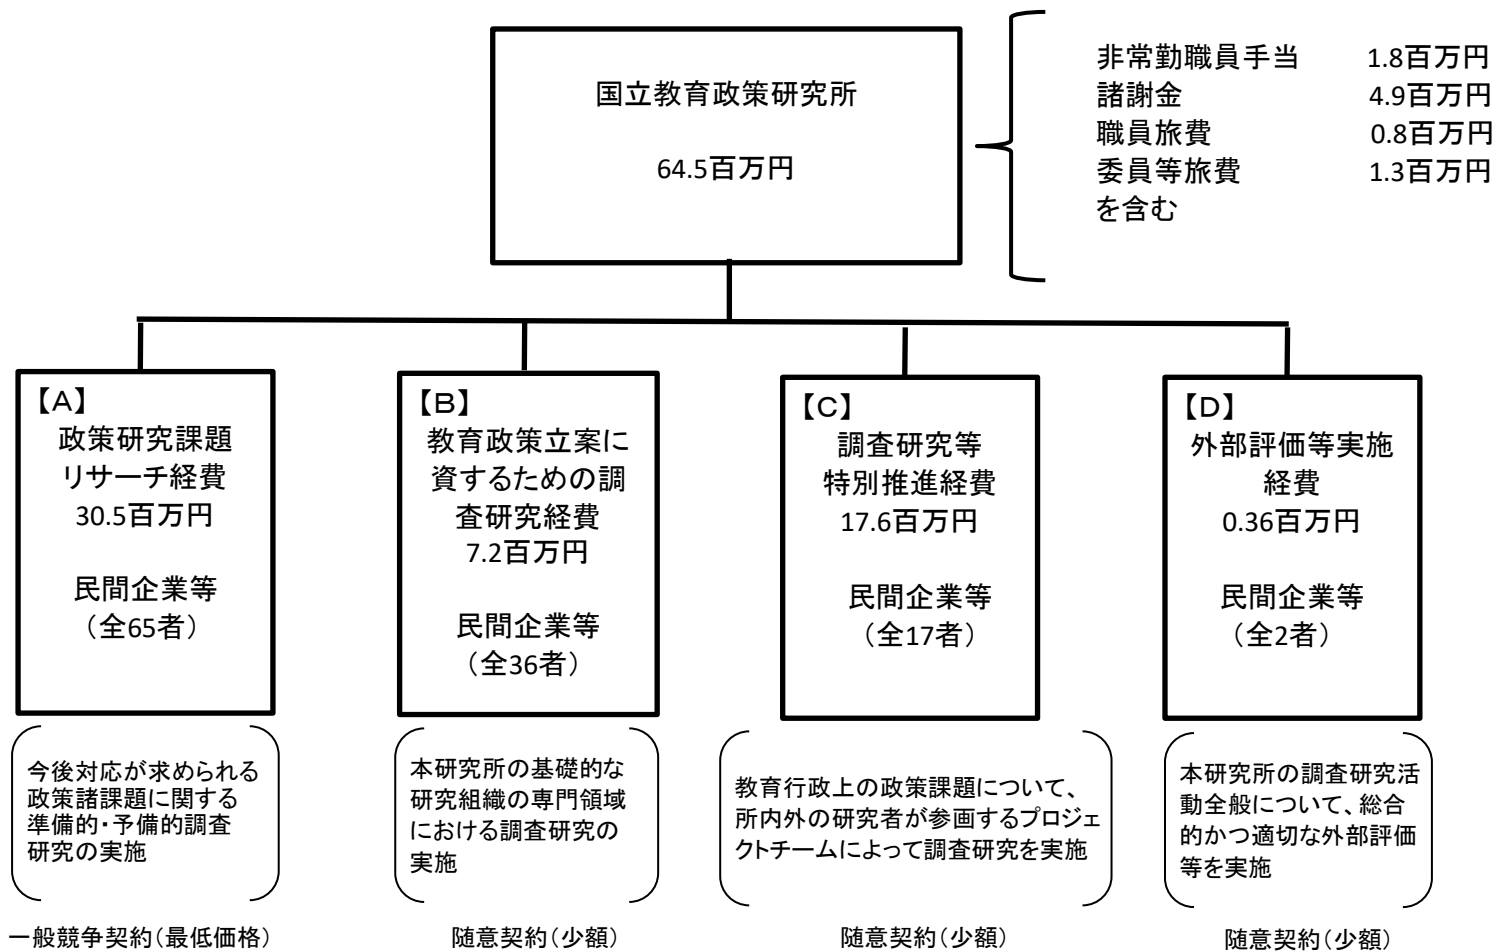 国立教育政策研究所
64.5百万円
非常勤職員手当 1.8百万円
諸謝金 4.9百万円
職員旅費 0.8百万円
委員等旅費 1.3百万円
を含む
【A】
政策研究課題
リサーチ経費
30.5百万円
民間企業等
（全65者）
【B】
教育政策立案に
資するための調
査研究経費
7.2百万円
民間企業等
（全36者）
【C】
調査研究等
特別推進経費
17.6百万円
民間企業等
（全17者）
【D】
外部評価等実施
経費
0.36百万円
民間企業等
（全2者）
今後対応が求められる
政策諸課題に関する
準備的・予備的調査
研究の実施
本研究所の基礎的な
研究組織の専門領域
における調査研究の
実施
教育行政上の政策課題について、
所内外の研究者が参画するプロジェ
クトチームによって調査研究を実施
本研究所の調査研究活
動全般について、総合
的かつ適切な外部評価
等を実施
一般競争契約（最低価格）
随意契約（少額）
随意契約（少額）
随意契約（少額）